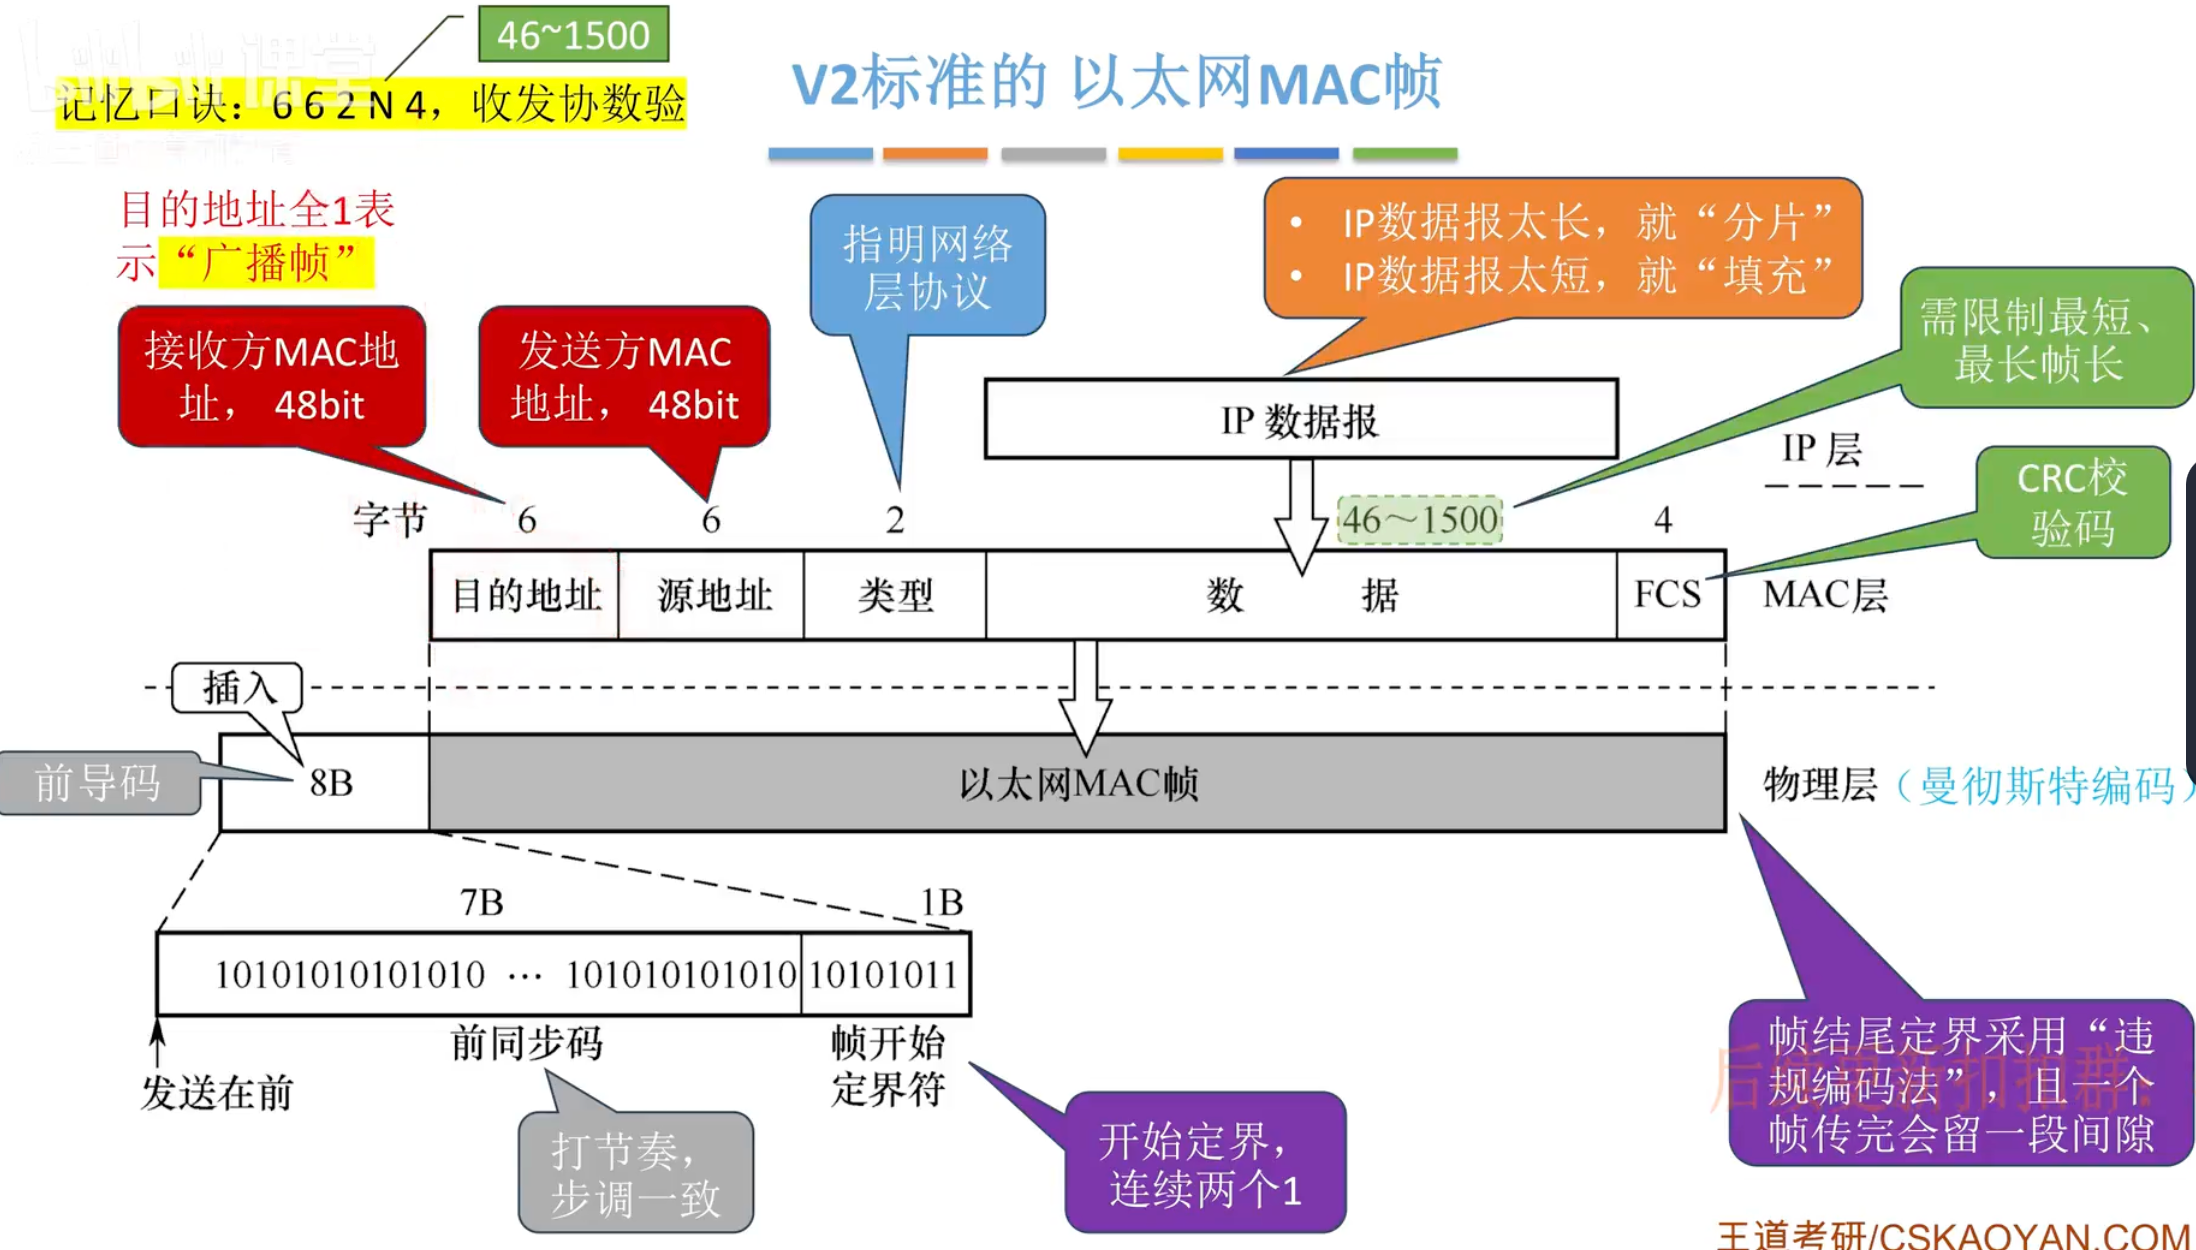 46~1500
课堂
记忆口诀：6 6 2 N 4，收发协数验
V2标准的 以太网MAC帧
目的地址全1表
示“广播帧”
接收方MAC地
址， 48bit
发送方MAC
地址， 48bit
指明网络
层协议
• IP数据报太长，就“分片”
• IP数据报太短，就“填充”
需限制最短、
最长帧长
IP 数据报
IP 层
CRC校
验码
字节 6 6 2 46～1500 4
目的地址 源地址 类型 数 据 FCS MAC层
插入
前导码 8B 以太网MAC帧 物理层（曼彻斯特编码）
7B 1B
10101010101010 ··· 101010101010 10101011
前同步码 帧开始
定界符
发送在前
打节奏，
步调一致
开始定界，
连续两个1
帧结尾定界采用“违
规编码法”，且一个
帧传完会留一段间隙
王道考研/CSKAOYAN.COM